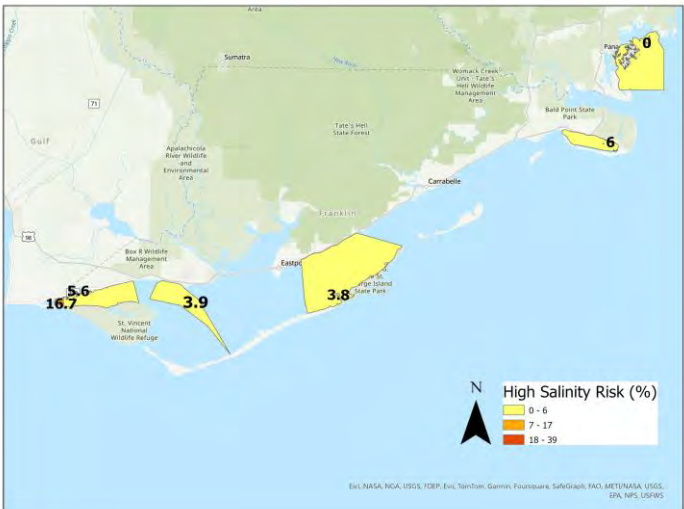 Area
Sumatra
Womack Creek
Unit - Tate's
Hell Wildlife
Management
Area
0
71
Bald Point State
Park
Tate's Hell
State Forest
6
Gulf
Apalachicola
River Wildlife
and
Environmental
Area
Carrabelle
Franklin
98
Box R Wildlife
Management
Area
5.6
16.7
3.9
3.8
State Park
St. Vincent
National
Wildlife Refuge
N
High Salinity Risk (%)
0 - 6
7 - 17
18 - 39
Esri, NASA, NGA, USGS, FDEP, Esri, TomTom, Garmin, Foursquare, SafeGraph, FAO, METI/NASA, USGS,
EPA, NPS, USFWS